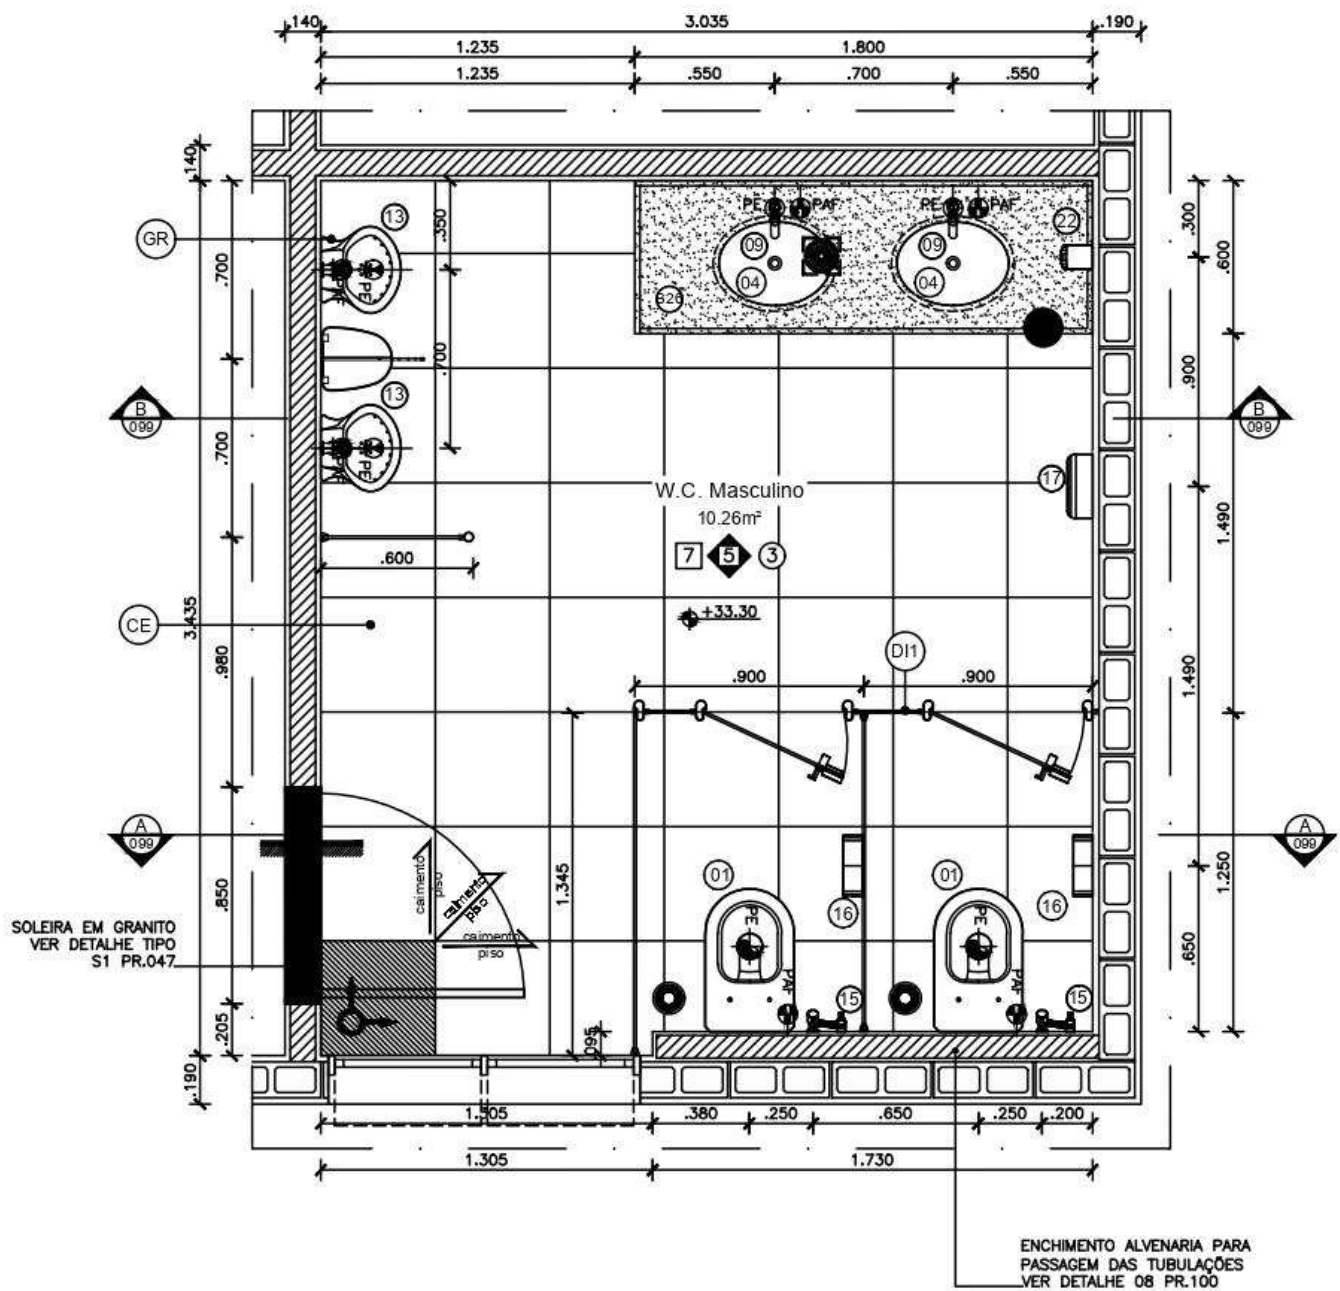 .140
3.035
.190
1.235
1.800
1.235
.550
.700
.550
.140
GR
13
.350
PE
PAF
PE
PAF
22
.300
.600
09
09
04
04
B26
PE
.700
.700
.900
13
B
099
B
099
PE
.700
17
W.C. Masculino
10.26m²
7
5
3
1.490
.600
+33.30
CE
3.435
.980
DI1
.900
.900
1.490
A
099
A
099
caimento
piso
caimento
piso
caimento
piso
.850
1.345
01
01
16
16
1.250
PE
PE
.650
SOLEIRA EM GRANITO
VER DETALHE TIPO
S1 PR.047
PAF
PAF
15
15
.205
.095
.190
1.305
.380
.250
.650
.250
.200
1.305
1.730
ENCHIMENTO ALVENARIA PARA
PASSAGEM DAS TUBULAÇÕES
VER DETALHE 08 PR.100